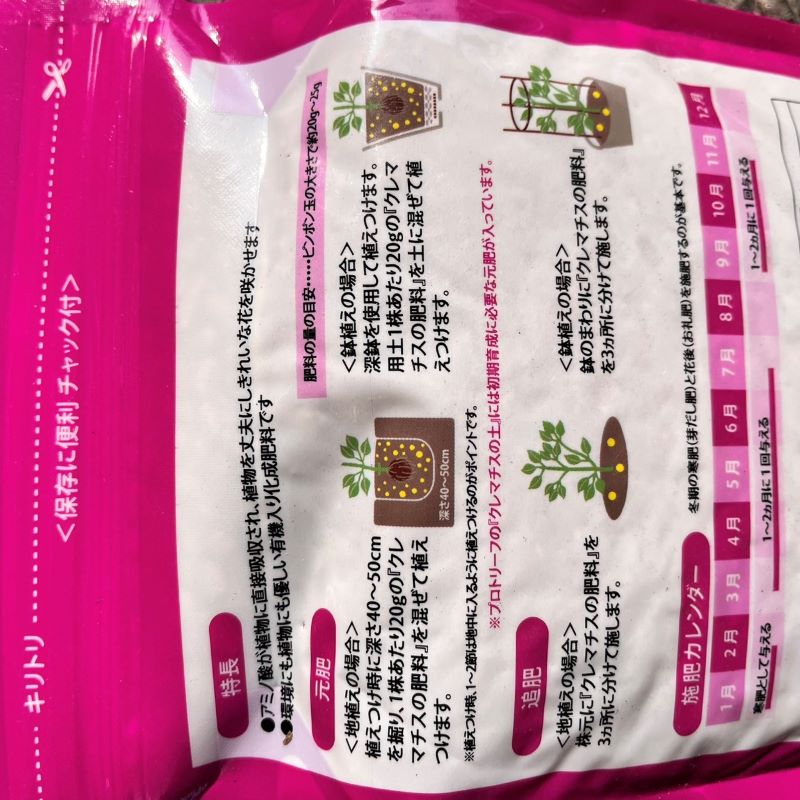 キリトリ
<保存に便利 チャック付>
特長
●アミノ酸が植物に直接吸収され、植物を丈夫にしきれいな花を咲かせます
●環境にも植物にも優しい有機入り化成肥料です
元肥
肥料の量の目安……ピンポン玉の大きさで約20g〜25g
<地植えの場合>
植えつけ時に深さ40〜50cm
を掘り、1株あたり20gの『クレ
マチスの肥料』を混ぜて植え
つけます。
深さ40〜50cm
<鉢植えの場合>
深鉢を使用して植えつけます。
用土1株あたり20gの『クレマ
チスの肥料』を土に混ぜて植
えつけます。
※植えつけ時、1〜2節は地中に入るように植えつけるのがポイントです。
※プロトリーフの『クレマチスの土』には初期育成に必要な元肥が入っています。
追肥
<地植えの場合>
株元に『クレマチスの肥料』を
3ヵ所に分けて施します。
<鉢植えの場合>
鉢のまわりに『クレマチスの肥料』
を3ヵ所に分けて施します。
施肥カレンダー
冬期の寒肥(芽だし肥)と花後(お礼肥)を施肥するのが基本です。
1月 2月 3月 4月 5月 6月 7月 8月 9月 10月 11月 12月
寒肥として与える
1〜2ヵ月に1回与える
1〜2ヵ月に1回与える